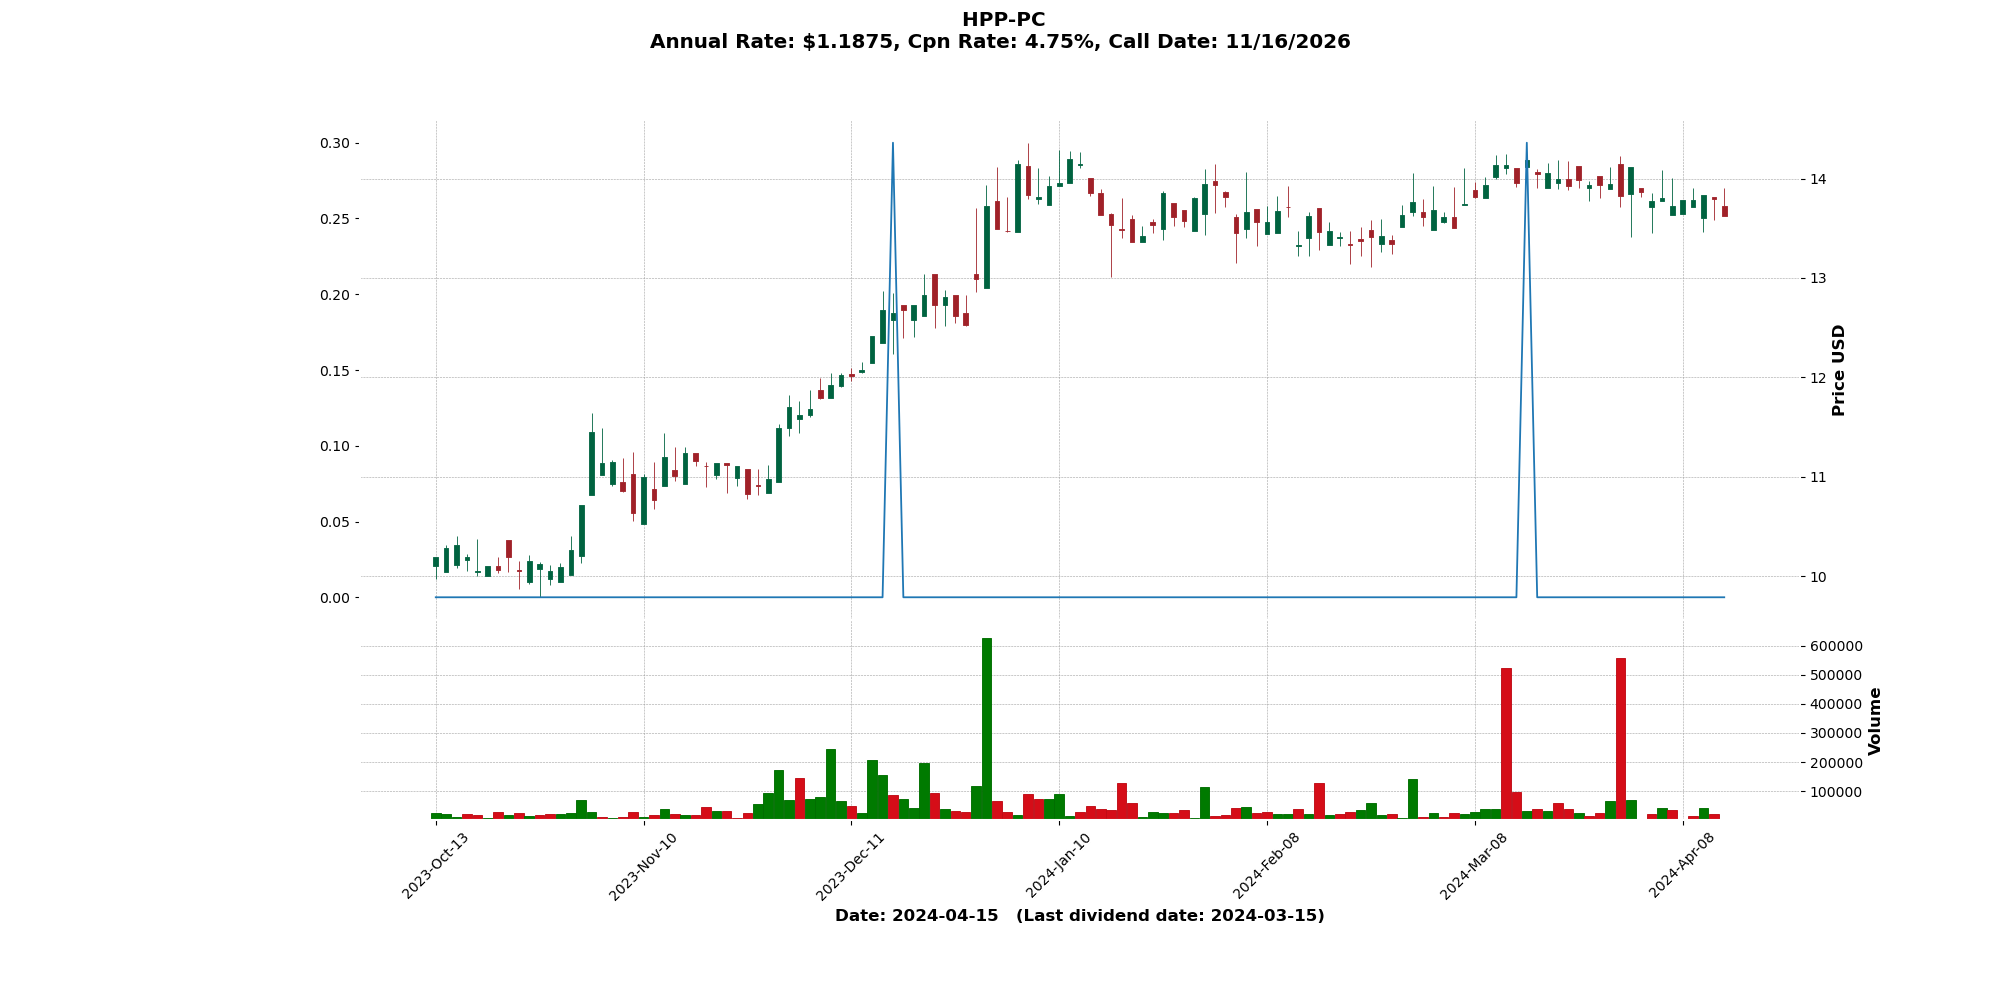 HPP-PC
Annual Rate: $1.1875, Cpn Rate: 4.75%, Call Date: 11/16/2026
0.30
0.25
0.20
0.15
0.10
0.05
0.00
14
13
12
11
10
Price USD
600000
500000
400000
300000
200000
100000
Volume
2023-Oct-13
2023-Nov-10
2023-Dec-11
2024-Jan-10
2024-Feb-08
2024-Mar-08
2024-Apr-08
Date: 2024-04-15 (Last dividend date: 2024-03-15)